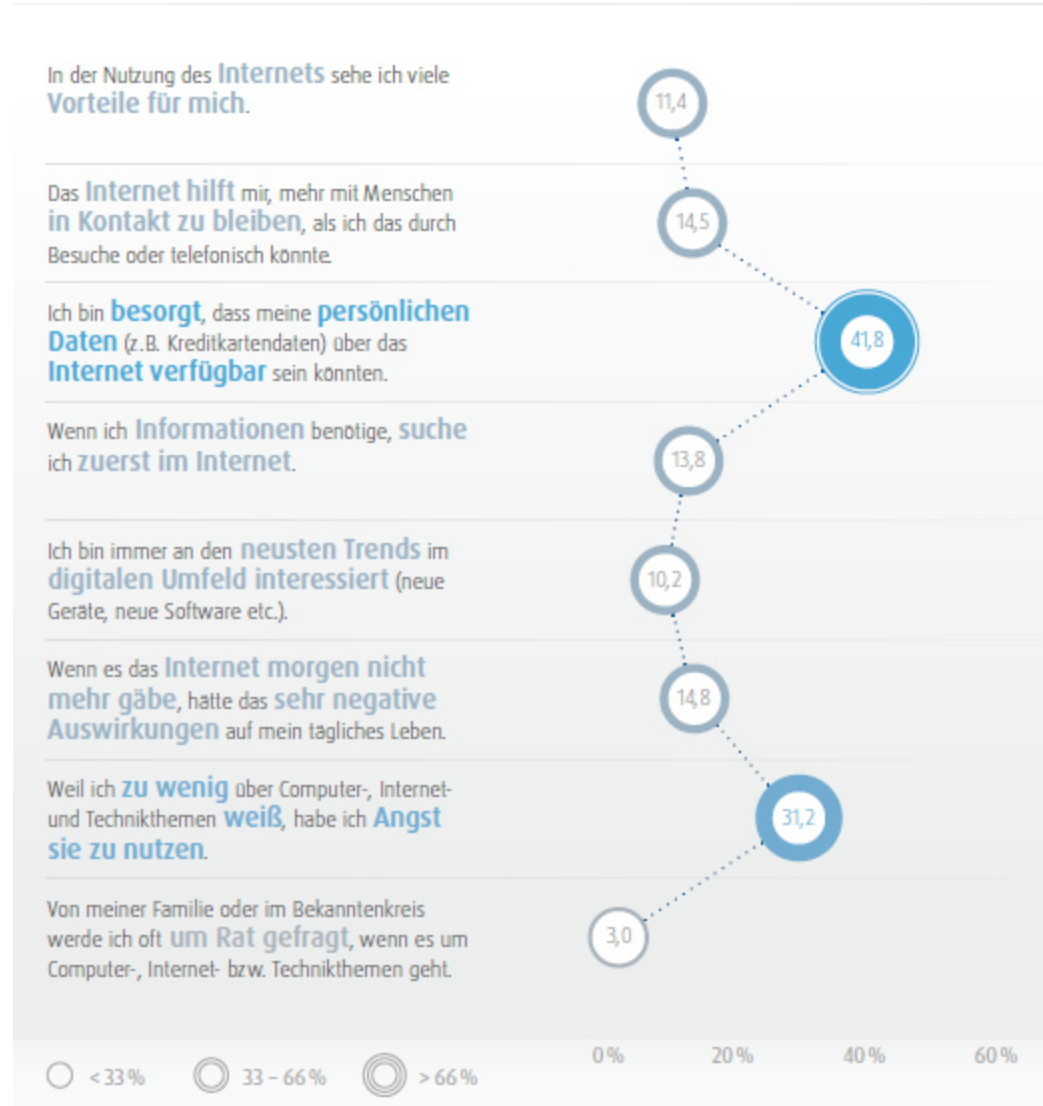 In der Nutzung des Internets sehe ich viele
Vorteile für mich.
11,4
Das Internet hilft mir, mehr mit Menschen
in Kontakt zu bleiben, als ich das durch
Besuche oder telefonisch könnte.
14,5
Ich bin besorgt, dass meine persönlichen
Daten (z.B. Kreditkartendaten) über das
Internet verfügbar sein könnten.
41,8
Wenn ich Informationen benötige, suche
ich zuerst im Internet.
13,8
Ich bin immer an den neusten Trends im
digitalen Umfeld interessiert (neue
Geräte, neue Software etc.).
10,2
Wenn es das Internet morgen nicht
mehr gäbe, hätte das sehr negative
Auswirkungen auf mein tägliches Leben.
14,8
Weil ich zu wenig über Computer-, Internet-
und Technikthemen weiß, habe ich Angst
sie zu nutzen.
31,2
Von meiner Familie oder im Bekanntenkreis
werde ich oft um Rat gefragt, wenn es um
Computer-, Internet- bzw. Technikthemen geht.
3,0
0 % 20 % 40 % 60 %
< 33 % 33 – 66 % > 66 %